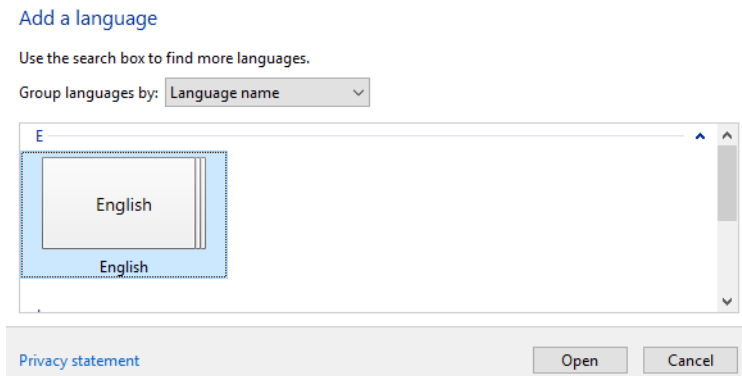 Add a language
Use the search box to find more languages.
Group languages by: Language name
E
English
English
Privacy statement Open Cancel